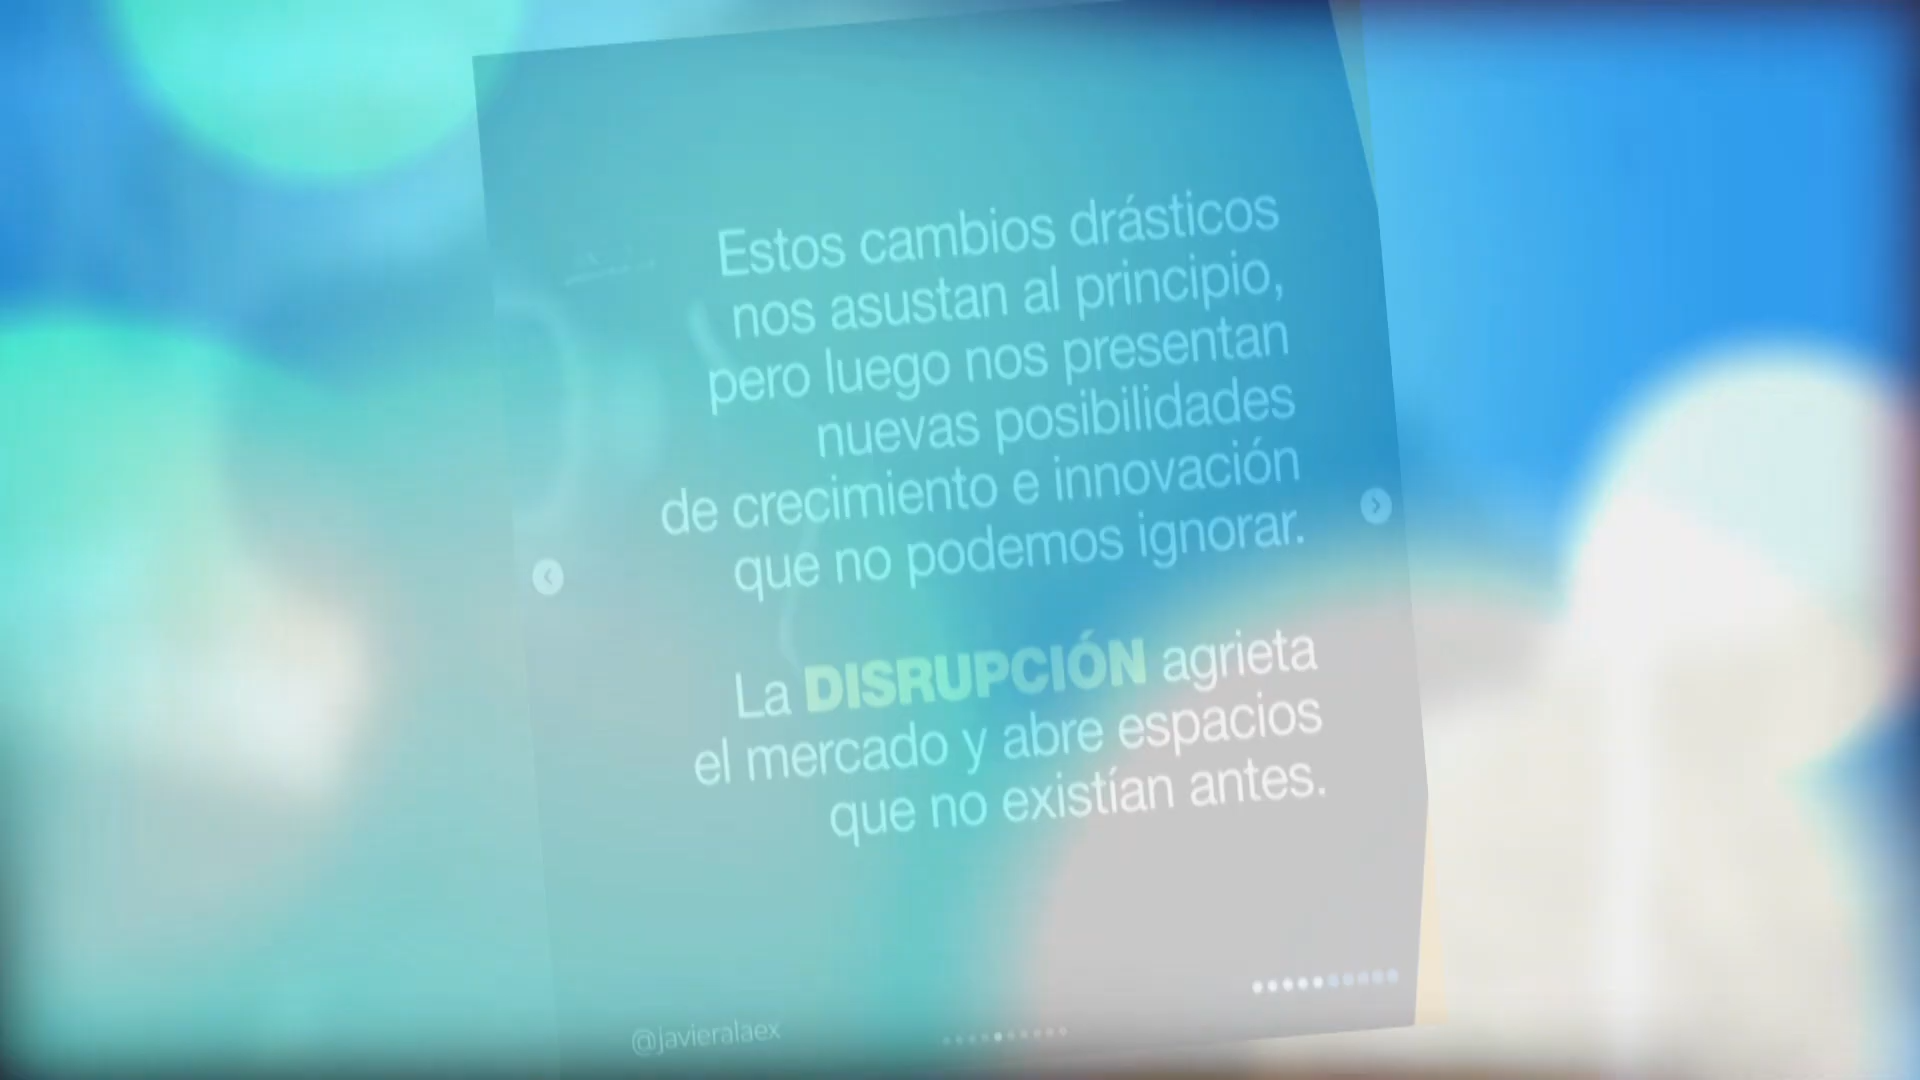 Estos cambios drásticos
nos asustan al principio,
pero luego nos presentan
nuevas posibilidades
de crecimiento e innovación
que no podemos ignorar.
La DISRUPCIÓN agrieta
el mercado y abre espacios
que no existían antes.
@javieralaex